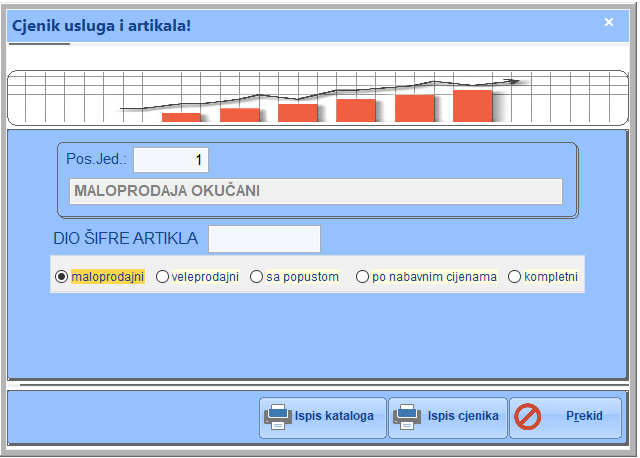 Cjenik usluga i artikala!
Pos.Jed.: 1
MALOPRODAJA OKUČANI
DIO ŠIFRE ARTIKLA
maloprodajni veleprodajni sa popustom po nabavnim cijenama kompletni
Ispis kataloga Ispis cjenika Prekid